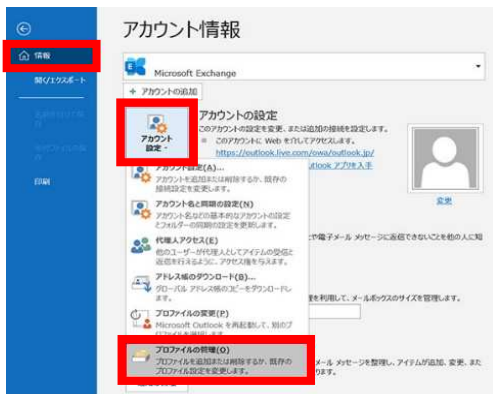 アカウント情報
情報
開く/エクスポート
印刷
Microsoft Exchange
+ アカウントの追加
アカウント
設定
アカウントの設定
このアカウントの設定を変更、または追加の接続を設定します。
このアカウントに Web を介してアクセスします。
https://outlook.live.com/owa/outlook.jp/
アカウント設定(A)...
アカウントを追加または削除するか、既存の
接続設定を変更します。
アカウント名と同期の設定(N)
アカウント名などの基本的なアカウントの設定
とフォルダーの同期の設定を更新します。
代理人アクセス(E)
他のユーザーが代理人としてアイテムの受信と
返信を行えるように、アクセス権を与えます。
アドレス帳のダウンロード(B)...
グローバル アドレス帳のコピーをダウンロードし
ます。
プロファイルの変更(P)
Microsoft Outlook を再起動して、別のプ
ロファイルを選択します。
プロファイルの管理(O)
プロファイルを追加または削除するか、既存の
プロファイル設定を変更します。
tlook アプリを入手
変更
や電子メール メッセージに返信できないことを他の人に知
を利用して、メールボックスのサイズを管理します。
メール メッセージを整理し、アイテムが追加、変更、また
ます。